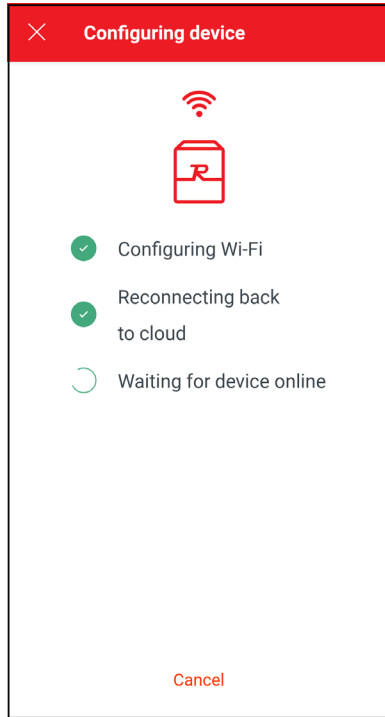 Configuring device
R
Configuring Wi-Fi
Reconnecting back
to cloud
Waiting for device online
Cancel